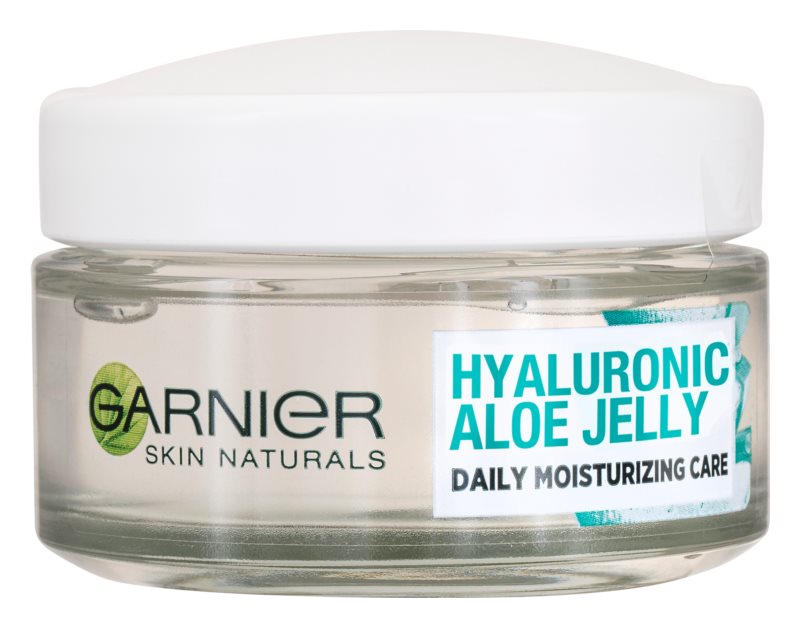 GARNIER
SKIN NATURALS
HYALURONIC
ALOE JELLY
DAILY MOISTURIZING CARE